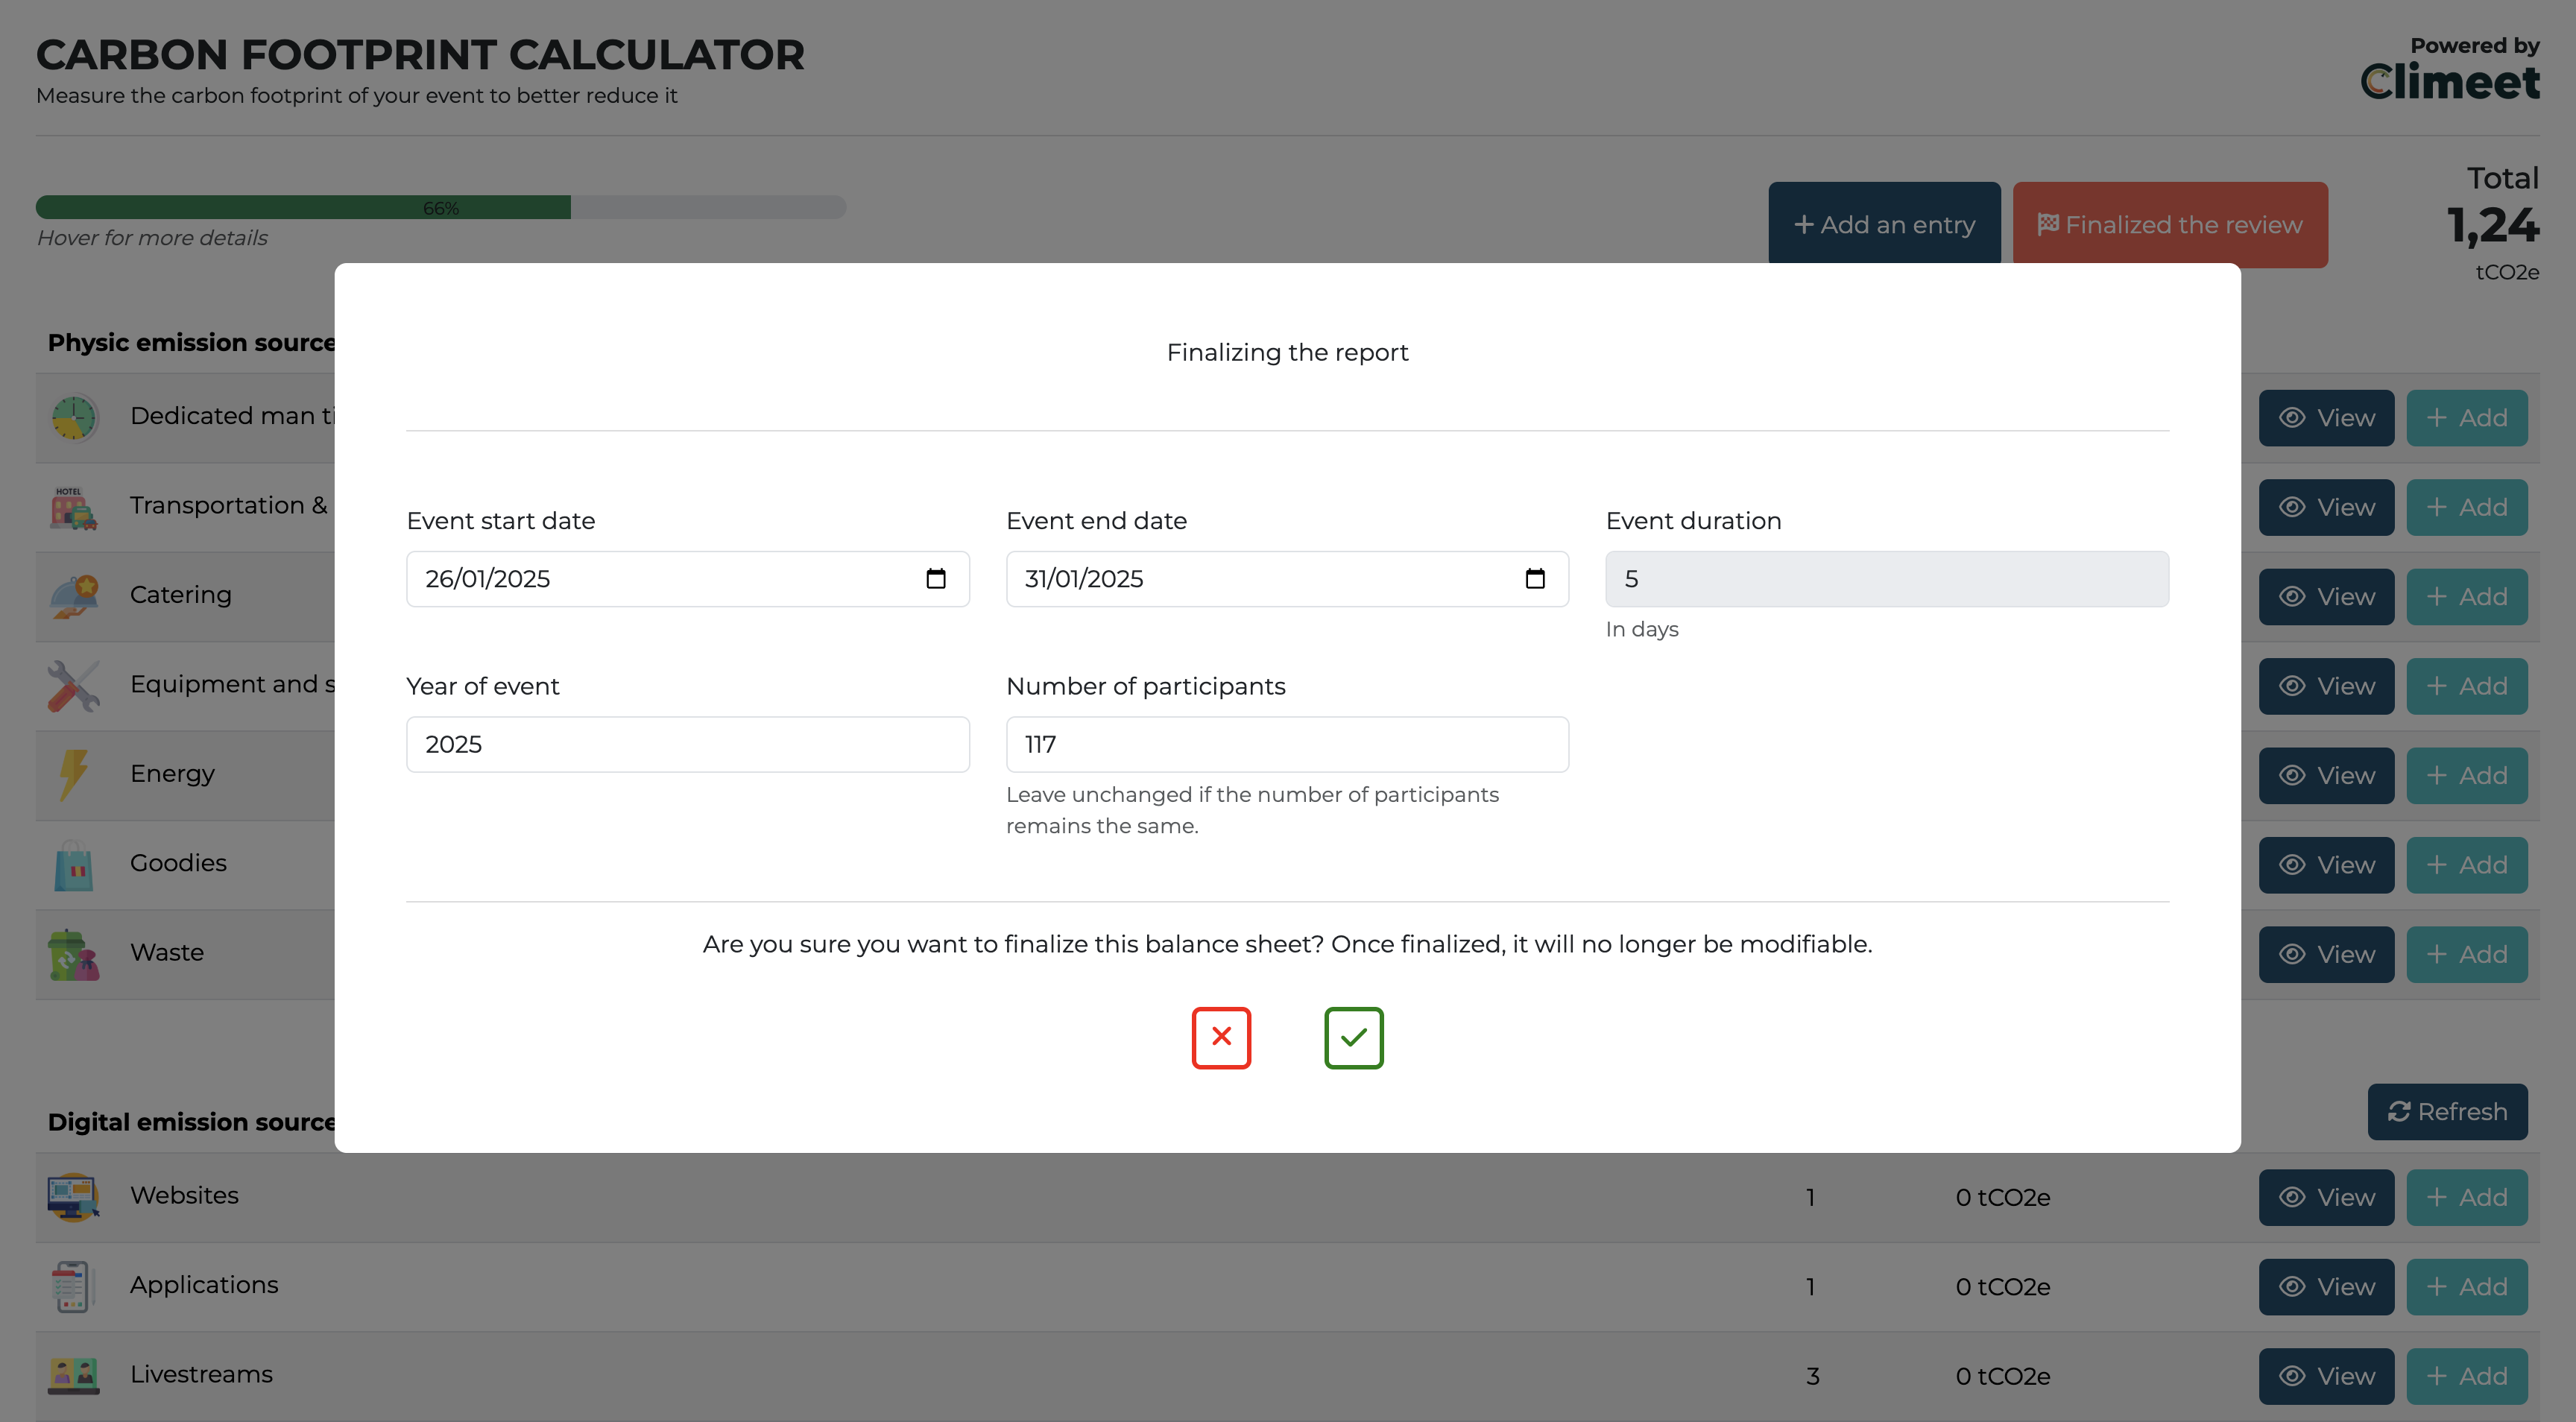 CARBON FOOTPRINT CALCULATOR
Measure the carbon footprint of your event to better reduce it
Powered by
Climeet
66%
Hover for more details
Add an entry
Finalized the review
Total
1,24
tCO2e
Physic emission source
Finalizing the report
Dedicated man ti
View
Add
Transportation &
View
Add
Catering
View
Add
Equipment and s
View
Add
Energy
View
Add
Goodies
View
Add
Waste
View
Add
HOTEL
Event start date
Event end date
Event duration
26/01/2025
31/01/2025
5
In days
Year of event
Number of participants
2025
117
Leave unchanged if the number of participants
remains the same.
Are you sure you want to finalize this balance sheet? Once finalized, it will no longer be modifiable.
Digital emission source
Refresh
Websites
1
0 tCO2e
View
Add
Applications
1
0 tCO2e
View
Add
Livestreams
3
0 tCO2e
View
Add